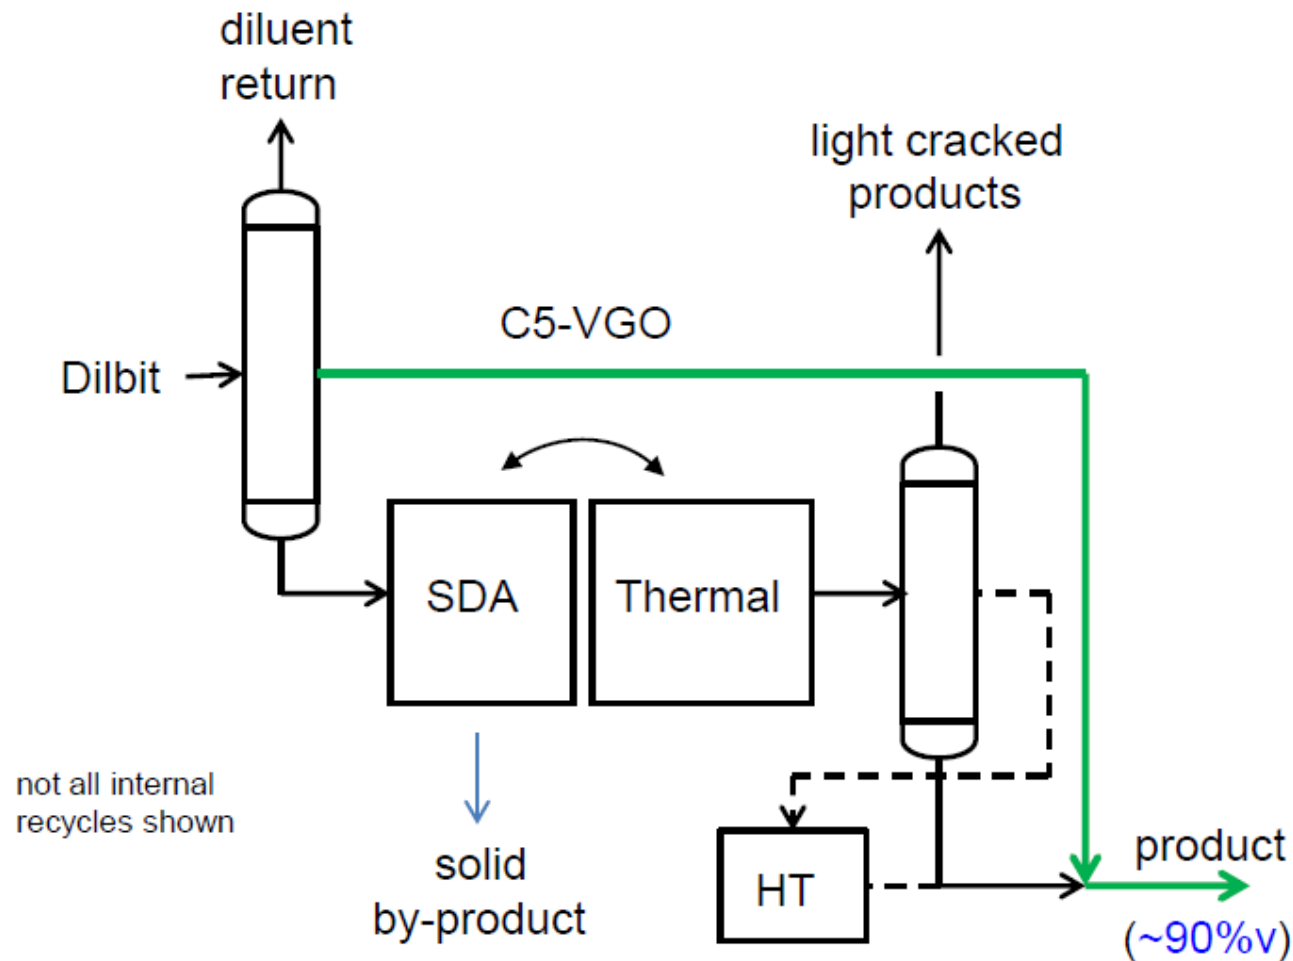 diluent
return
light cracked
products
C5-VGO
Dilbit
SDA
Thermal
not all internal
recycles shown
solid
by-product
HT
product
(~90%v)